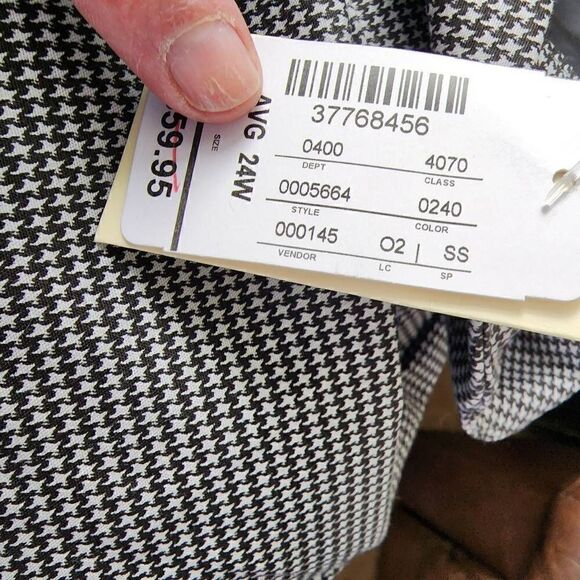 37768456
0400 4070
DEPT CLASS
0005664 0240
STYLE COLOR
000145 O2 | SS
VENDOR LC SP
SIZE
AVG 24W
59.95